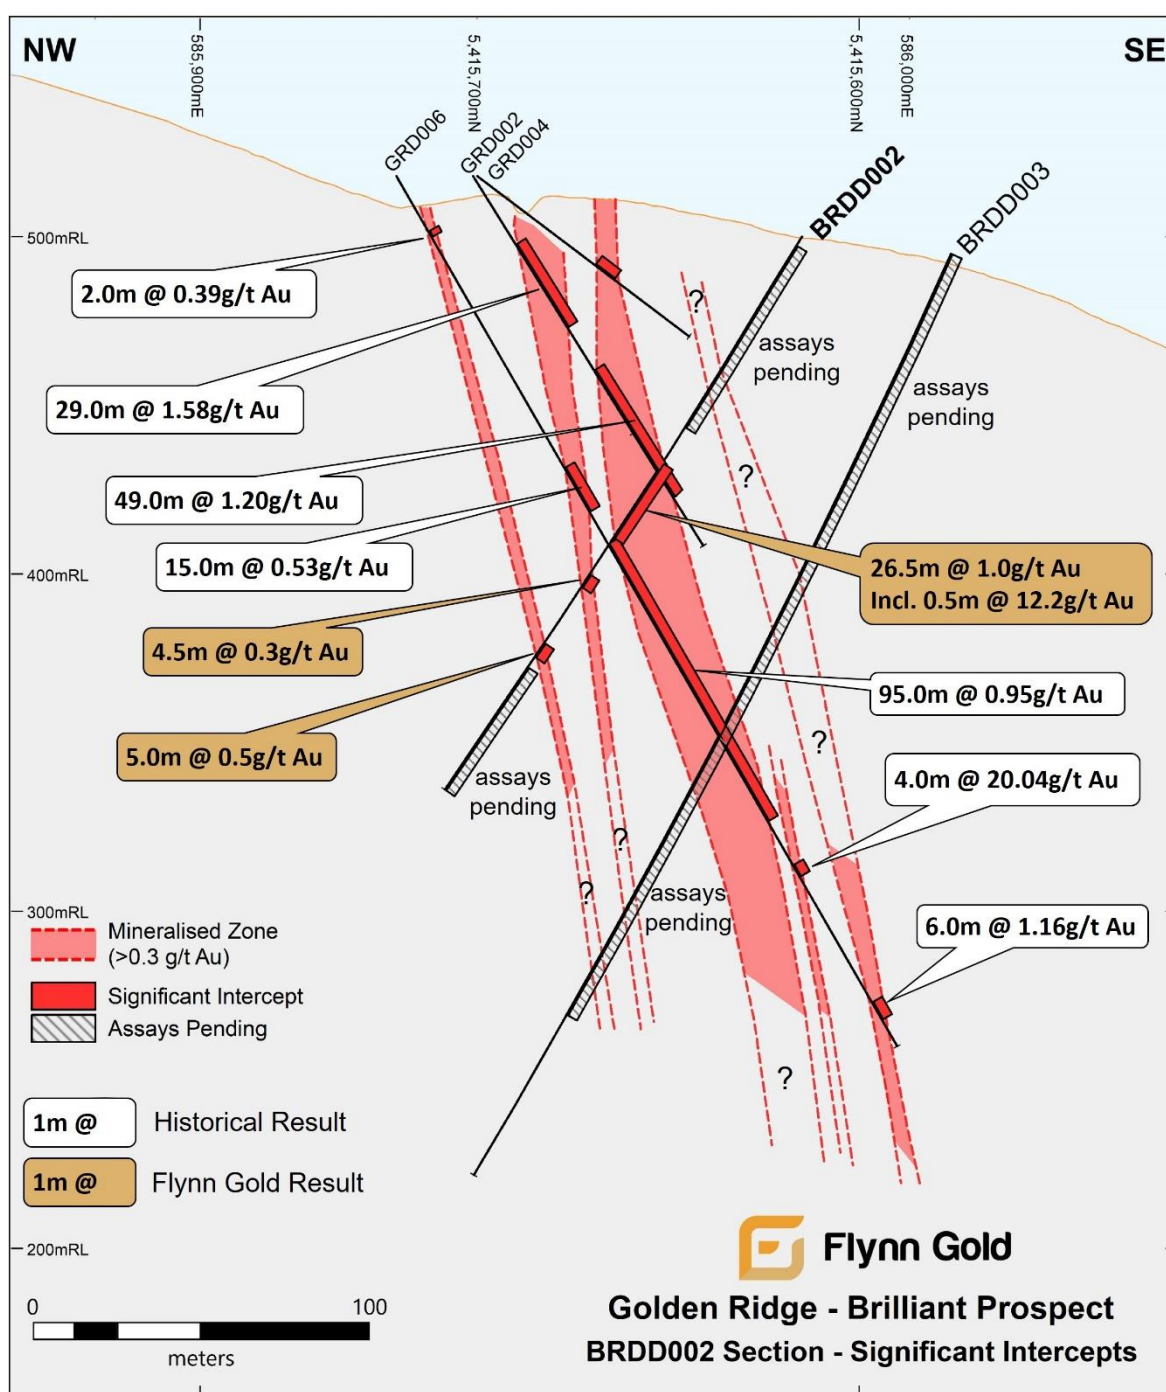 NW
SE
585,900mE
5,415,700mN
5,415,600mN
586,000mE
GRD006
GRD002
GRD004
BRDD002
BRDD003
500mRL
2.0m @ 0.39g/t Au
?
assays
pending
assays
pending
29.0m @ 1.58g/t Au
?
49.0m @ 1.20g/t Au
15.0m @ 0.53g/t Au
400mRL
26.5m @ 1.0g/t Au
Incl. 0.5m @ 12.2g/t Au
4.5m @ 0.3g/t Au
95.0m @ 0.95g/t Au
5.0m @ 0.5g/t Au
?
assays
pending
4.0m @ 20.04g/t Au
?
?
assays
pending
300mRL
6.0m @ 1.16g/t Au
Mineralised Zone
(>0.3 g/t Au)
Significant Intercept
Assays Pending
?
1m @
Historical Result
1m @
Flynn Gold Result
200mRL
Flynn Gold
0
100
meters
Golden Ridge - Brilliant Prospect
BRDD002 Section - Significant Intercepts